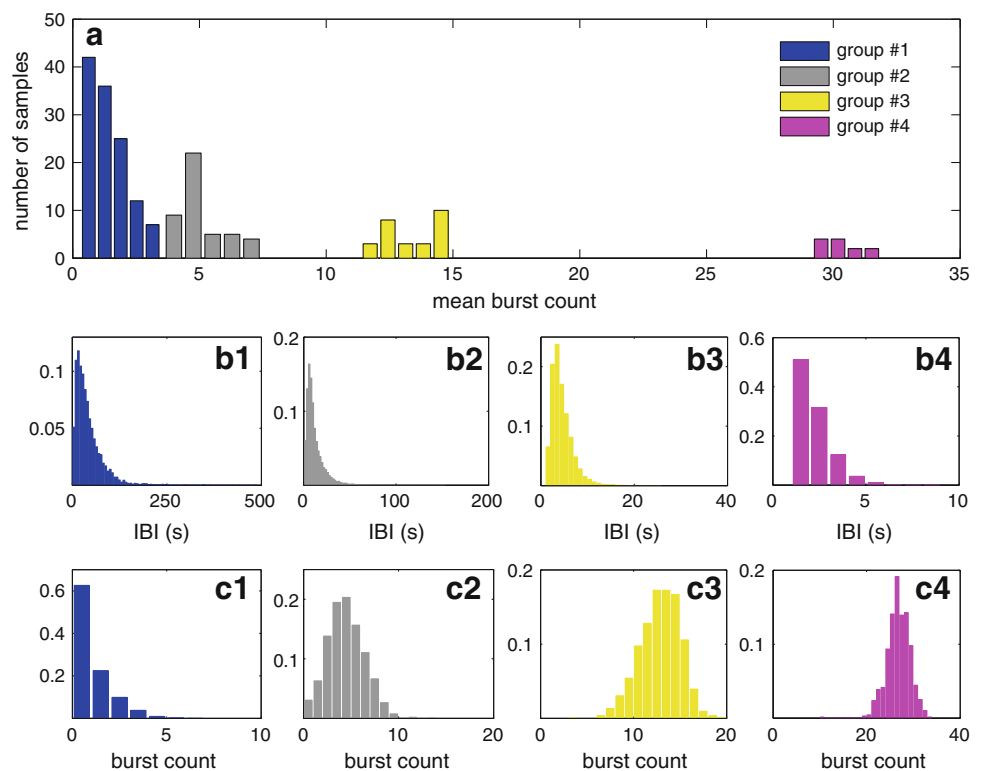 a
50
40
30
20
10
0
number of samples
group #1
group #2
group #3
group #4
0 5 10 15 20 25 30 35
mean burst count
b1
0.1
0.05
0 250 500
IBI (s)
b2
0.2
0.1
0 100 200
IBI (s)
b3
0.2
0.1
0 20 40
IBI (s)
b4
0.6
0.4
0.2
0 5 10
IBI (s)
c1
0.6
0.4
0.2
0 10
burst count
c2
0.2
0.1
0 10 20
burst count
c3
0.2
0.1
0 10 20
burst count
c4
0.2
0.1
0 20 40
burst count